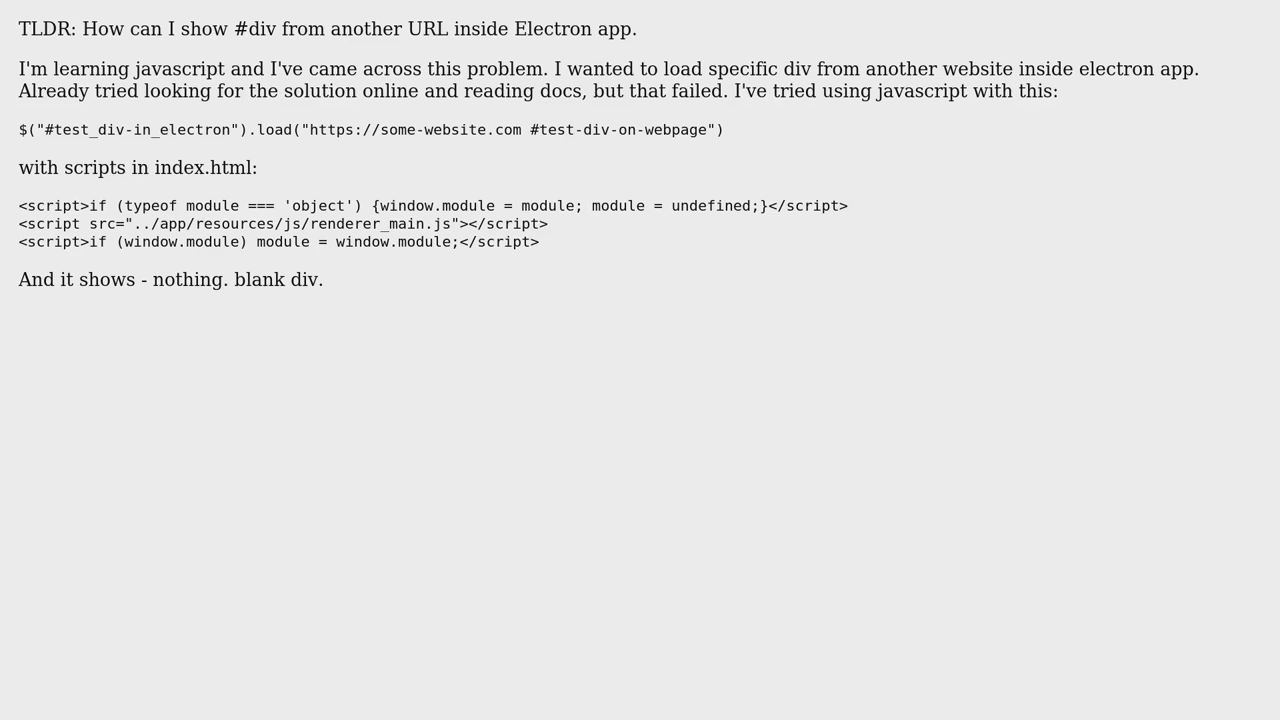 TLDR: How can I show #div from another URL inside Electron app.
I'm learning javascript and I've came across this problem. I wanted to load specific div from another website inside electron app.
Already tried looking for the solution online and reading docs, but that failed. I've tried using javascript with this:
$("#test_div-in_electron").load("https://some-website.com #test-div-on-webpage")
with scripts in index.html:
<script>if (typeof module === 'object') {window.module = module; module = undefined;}</script>
<script src="../app/resources/js/renderer_main.js"></script>
<script>if (window.module) module = window.module;</script>
And it shows - nothing. blank div.